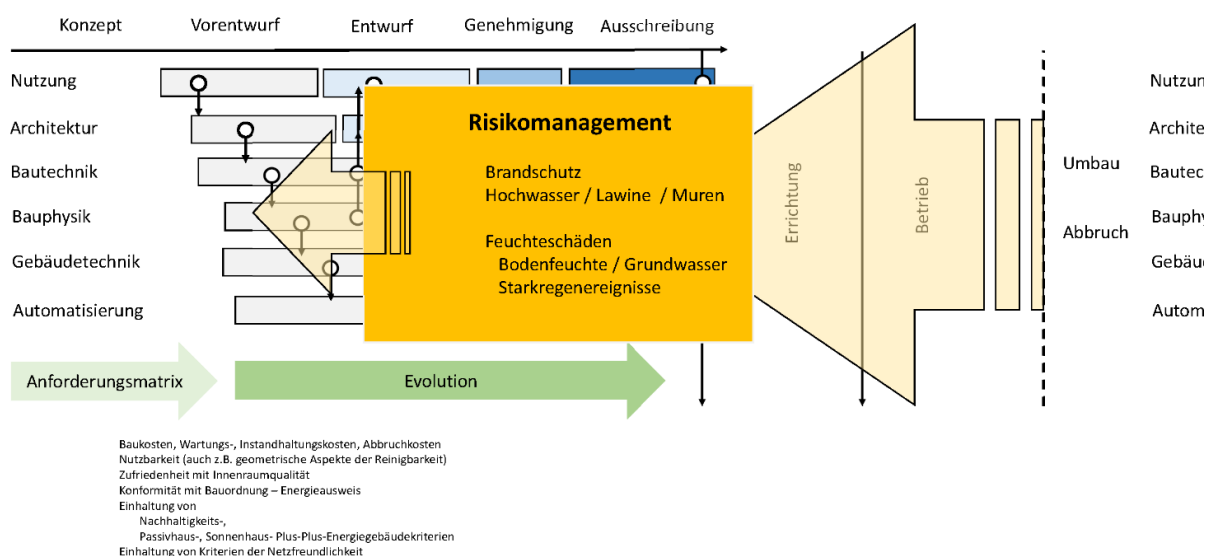 Konzept Vorentwurf Entwurf Genehmigung Ausschreibung
Nutzung
Architektur
Bautechnik
Bauphysik
Gebäudetechnik
Automatisierung
Risikomanagement
Brandschutz
Hochwasser / Lawine / Muren
Feuchteschäden
Bodenfeuchte / Grundwasser
Starkregenereignisse
Errichtung
Betrieb
Umbau
Abbruch
Nutzun
Archite
Bautec
Bauphy
Gebäud
Autom
Anforderungsmatrix
Evolution
Baukosten, Wartungs-, Instandhaltungskosten, Abbruchkosten
Nutzbarkeit (auch z.B. geometrische Aspekte der Reinigbarkeit)
Zufriedenheit mit Innenraumqualität
Konformität mit Bauordnung – Energieausweis
Einhaltung von
Nachhaltigkeits-,
Passivhaus-, Sonnenhaus- Plus-Plus-Energiegebäudekriterien
Einhaltung von Kriterien der Netzfreundlichkeit